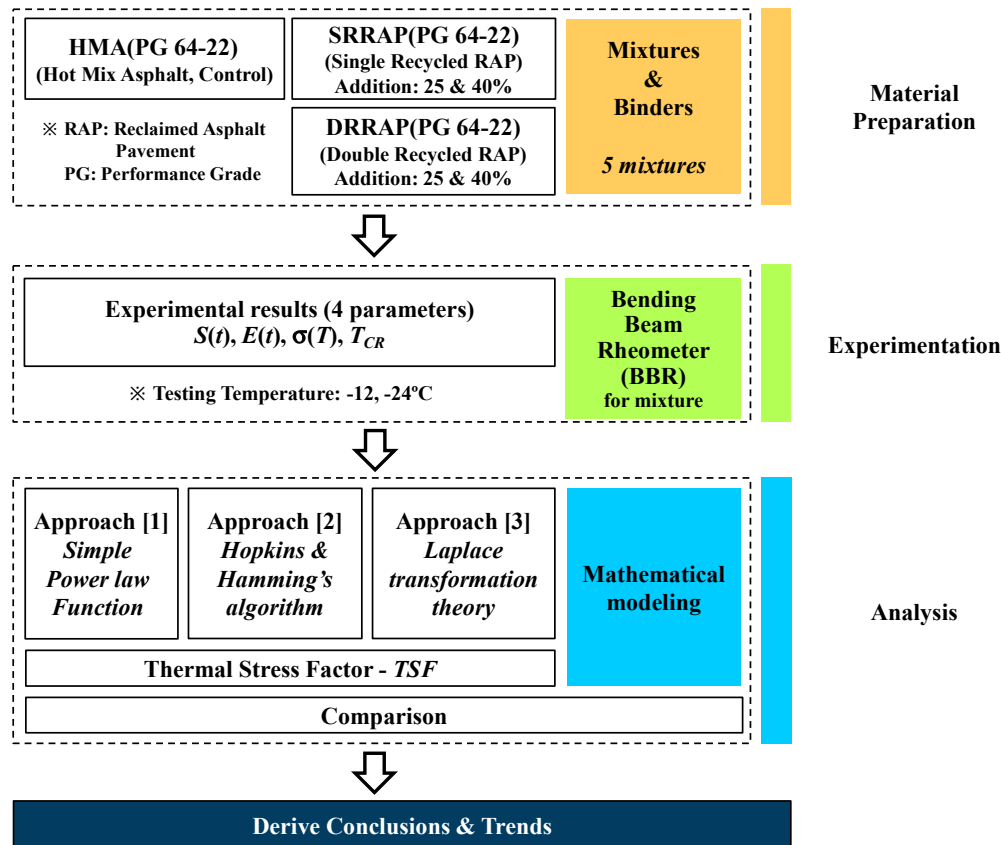 HMA(PG 64-22)
(Hot Mix Asphalt, Control)
※ RAP: Reclaimed Asphalt
Pavement
PG: Performance Grade
SRRAP(PG 64-22)
(Single Recycled RAP)
Addition: 25 & 40%
DRRAP(PG 64-22)
(Double Recycled RAP)
Addition: 25 & 40%
Mixtures
&
Binders
5 mixtures
Material
Preparation
Experimental results (4 parameters)
S(t), E(t), σ(T), T_CR
※ Testing Temperature: -12, -24ºC
Bending
Beam
Rheometer
(BBR)
for mixture
Experimentation
Approach [1]
Simple
Power law
Function
Approach [2]
Hopkins &
Hamming’s
algorithm
Approach [3]
Laplace
transformation
theory
Mathematical
modeling
Analysis
Thermal Stress Factor - TSF
Comparison
Derive Conclusions & Trends